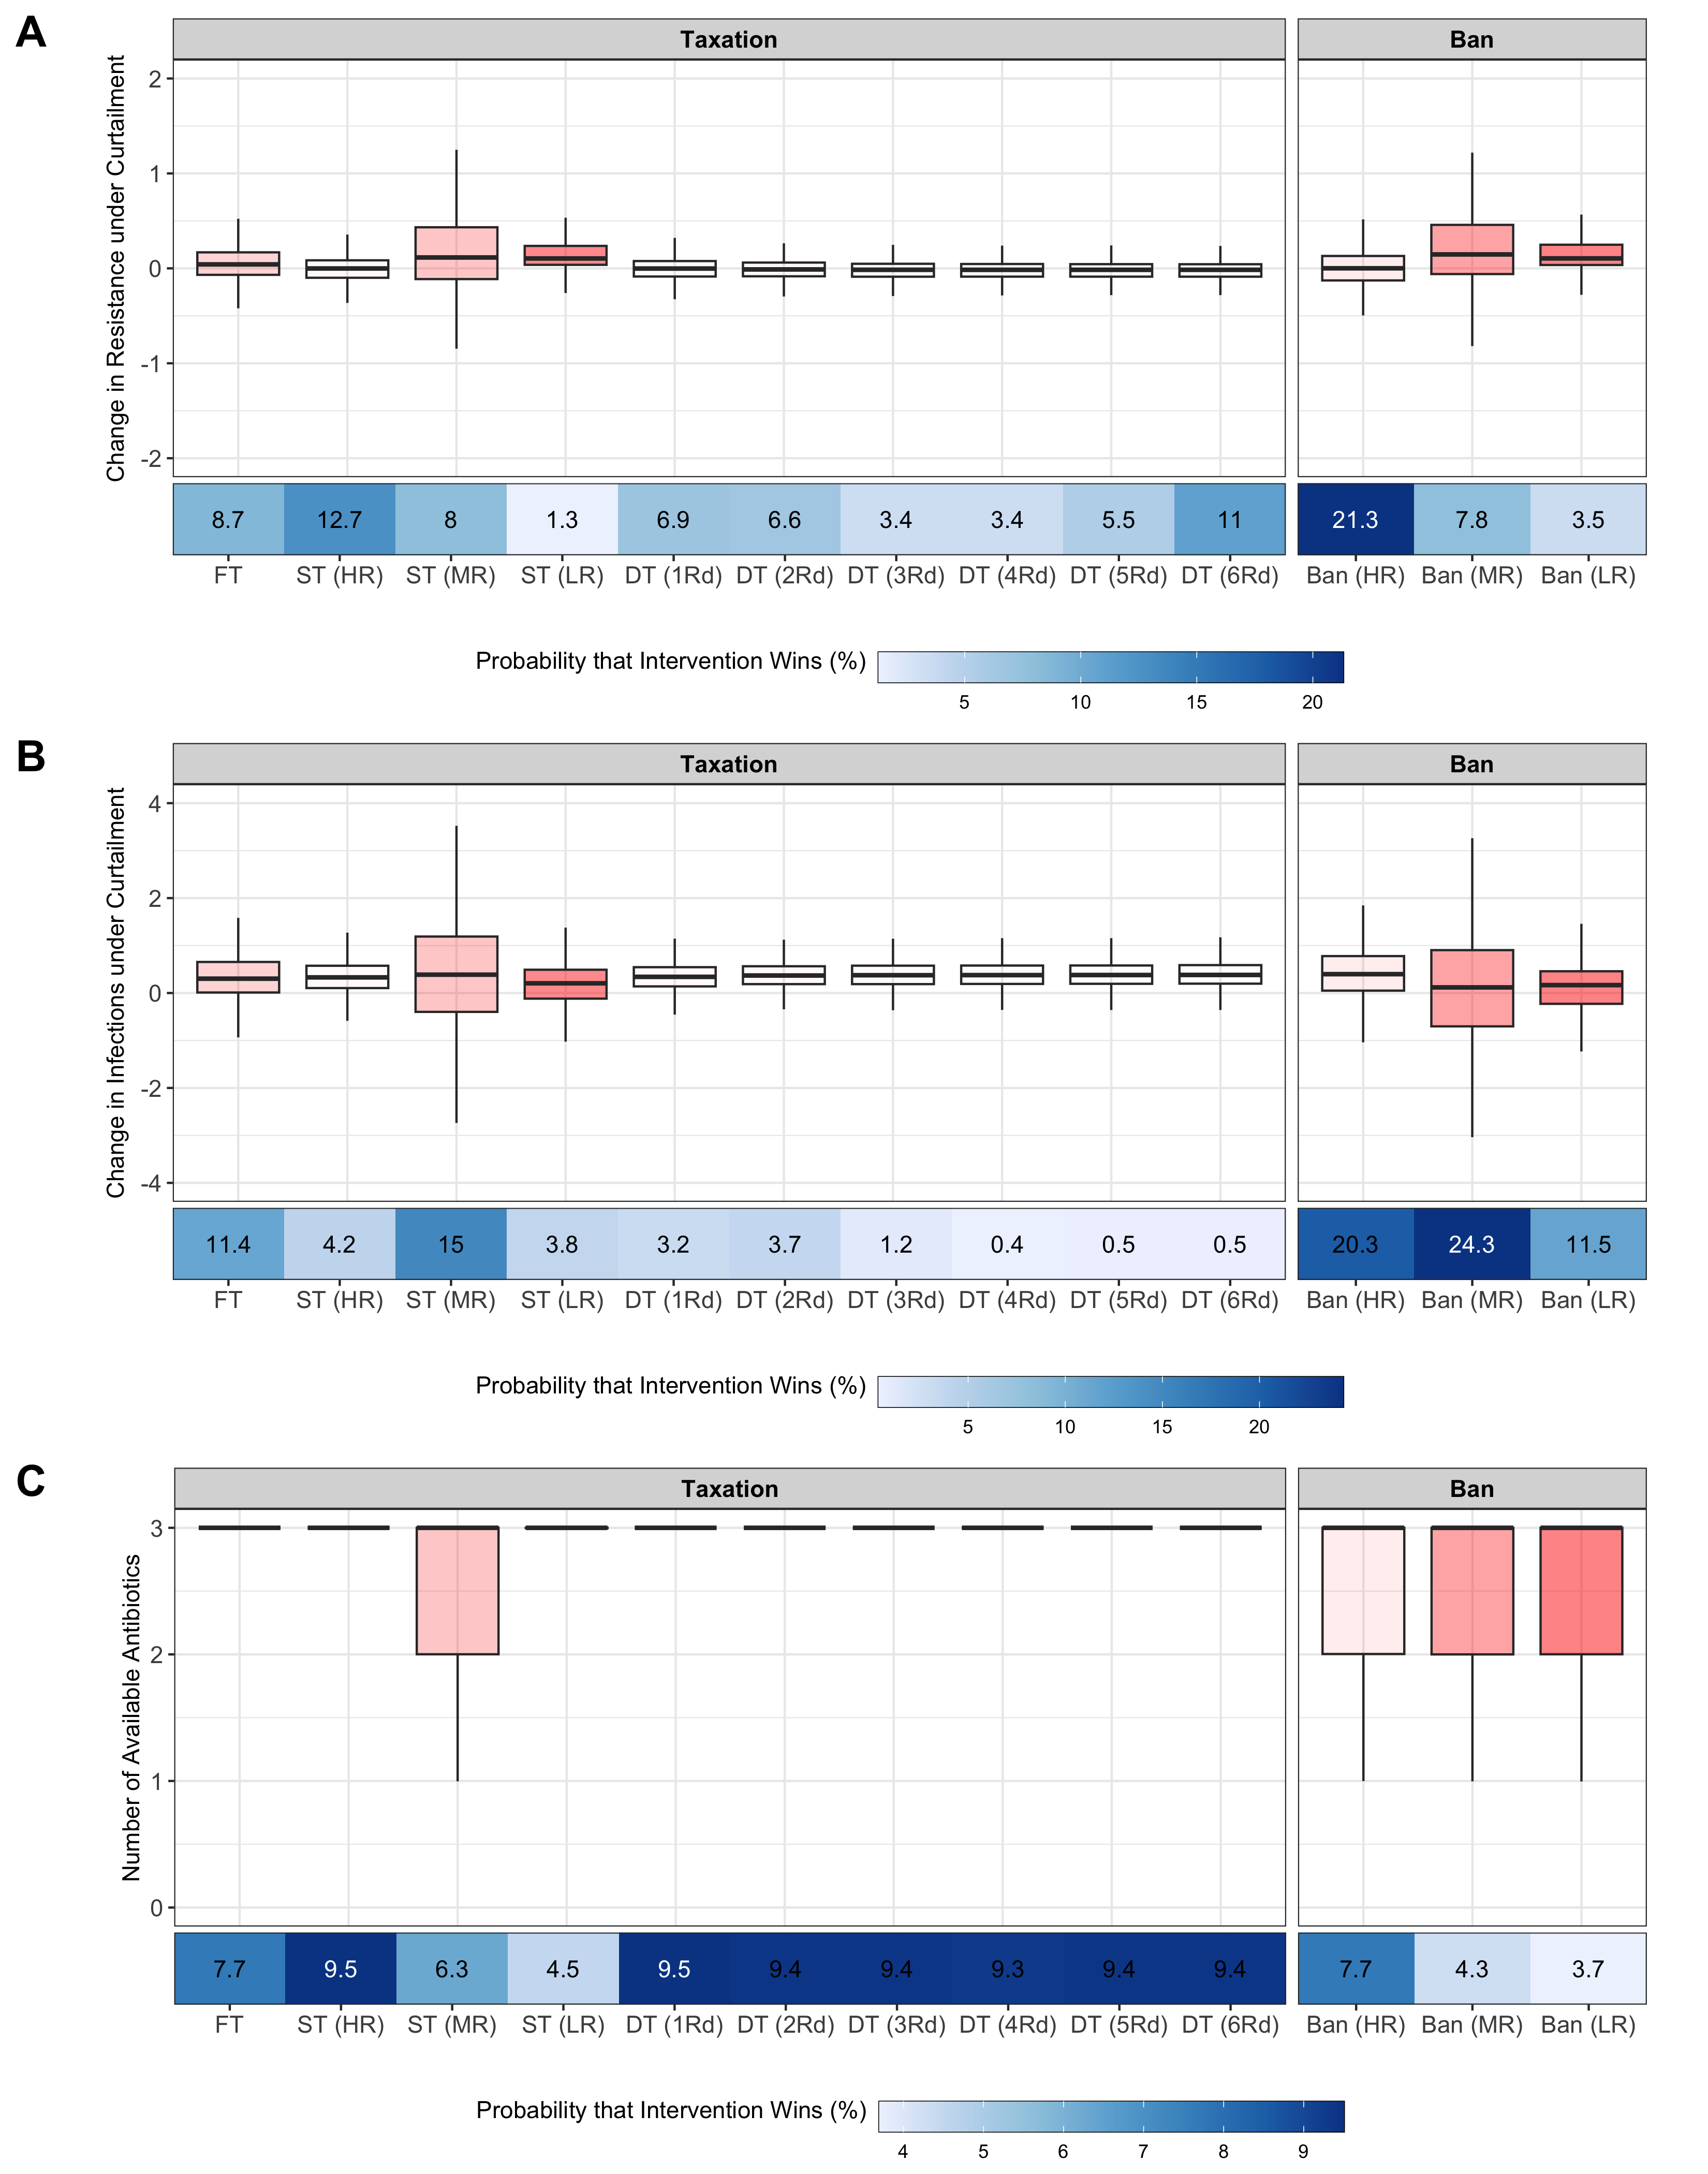 A
Taxation
Ban
Change in Resistance under Curtailment
2
1
0
-1
-2
8.7 12.7 8 1.3 6.9 6.6 3.4 3.4 5.5 11 21.3 7.8 3.5
FT ST (HR) ST (MR) ST (LR) DT (1Rd) DT (2Rd) DT (3Rd) DT (4Rd) DT (5Rd) DT (6Rd) Ban (HR) Ban (MR) Ban (LR)
Probability that Intervention Wins (%)
5 10 15 20
B
Taxation
Ban
Change in Infections under Curtailment
4
2
0
-2
-4
11.4 4.2 15 3.8 3.2 3.7 1.2 0.4 0.5 0.5 20.3 24.3 11.5
FT ST (HR) ST (MR) ST (LR) DT (1Rd) DT (2Rd) DT (3Rd) DT (4Rd) DT (5Rd) DT (6Rd) Ban (HR) Ban (MR) Ban (LR)
Probability that Intervention Wins (%)
5 10 15 20
C
Taxation
Ban
Number of Available Antibiotics
3
2
1
0
7.7 9.5 6.3 4.5 9.5 9.4 9.4 9.3 9.4 9.4 7.7 4.3 3.7
FT ST (HR) ST (MR) ST (LR) DT (1Rd) DT (2Rd) DT (3Rd) DT (4Rd) DT (5Rd) DT (6Rd) Ban (HR) Ban (MR) Ban (LR)
Probability that Intervention Wins (%)
4 5 6 7 8 9